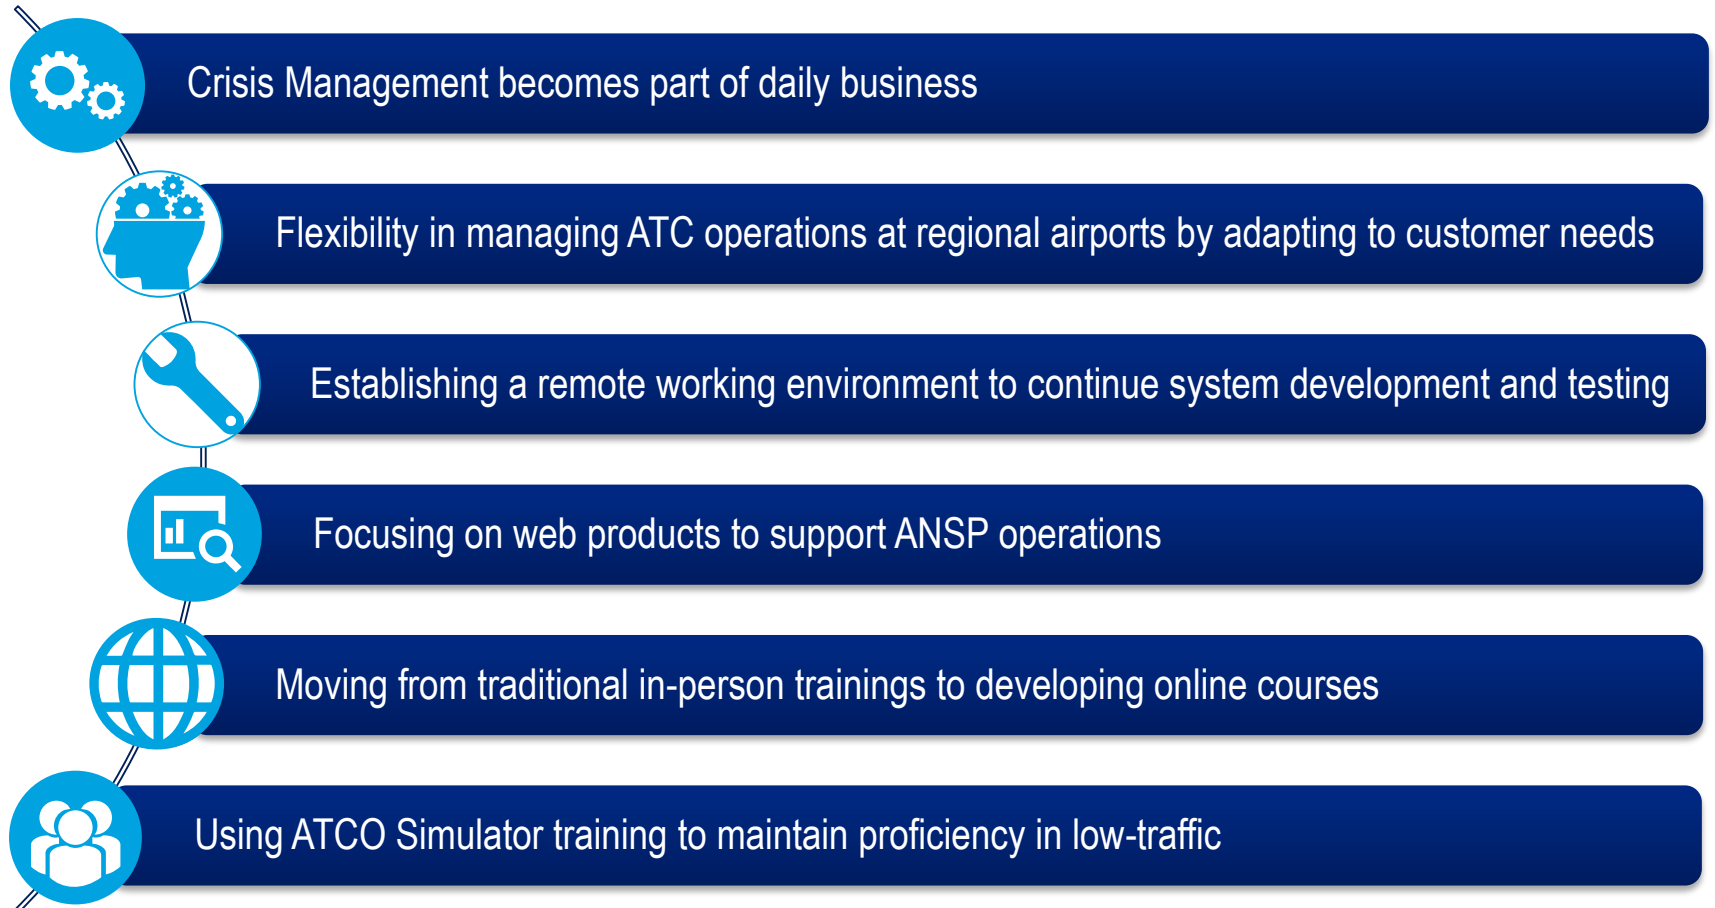 Crisis Management becomes part of daily business
Flexibility in managing ATC operations at regional airports by adapting to customer needs
Establishing a remote working environment to continue system development and testing
Focusing on web products to support ANSP operations
Moving from traditional in-person trainings to developing online courses
Using ATCO Simulator training to maintain proficiency in low-traffic